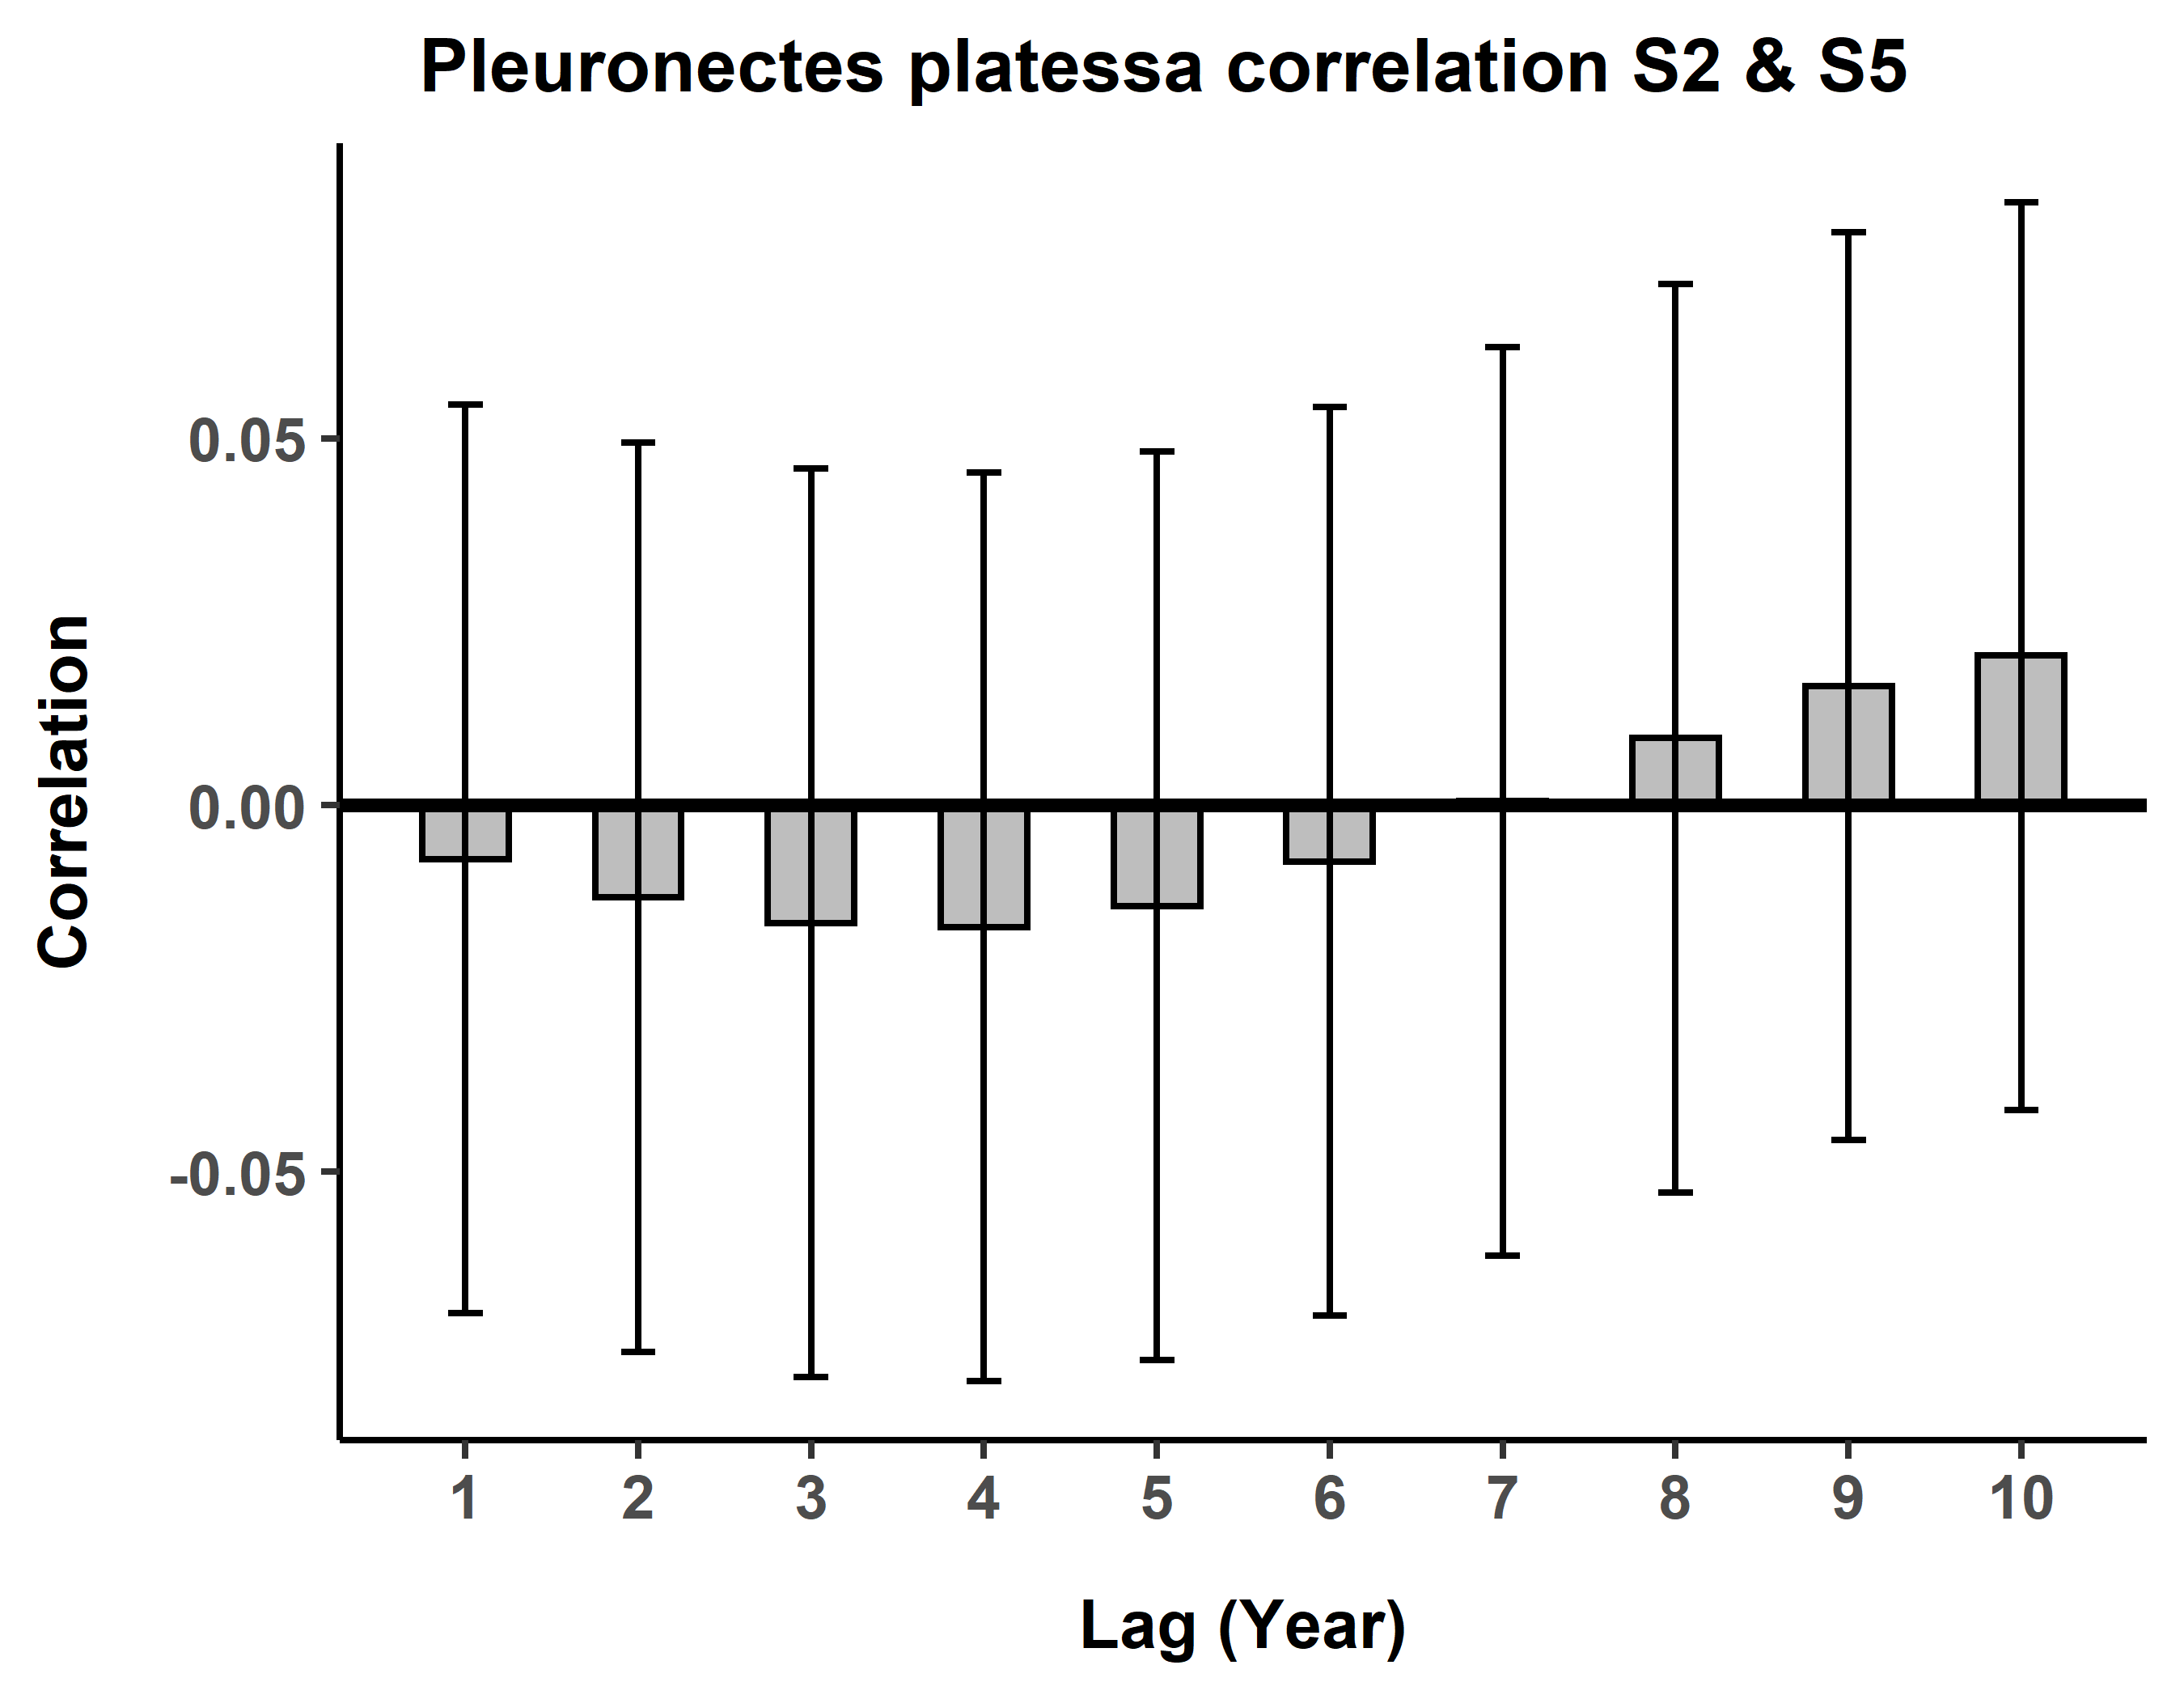 Pleuronectes platessa correlation S2 & S5
Correlation
0.05
0.00
-0.05
1 2 3 4 5 6 7 8 9 10
Lag (Year)